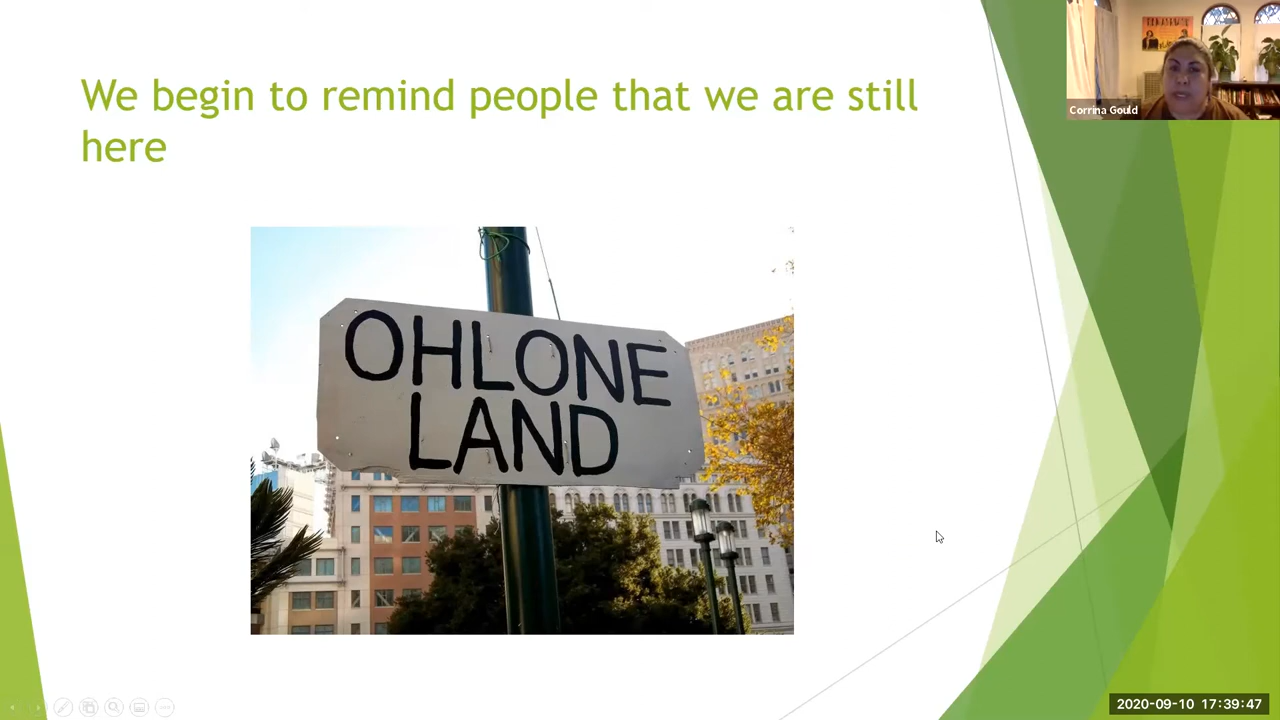 We begin to remind people that we are still
here
OHLONE
LAND
Corrina Gould
2020-09-10 17:39:47